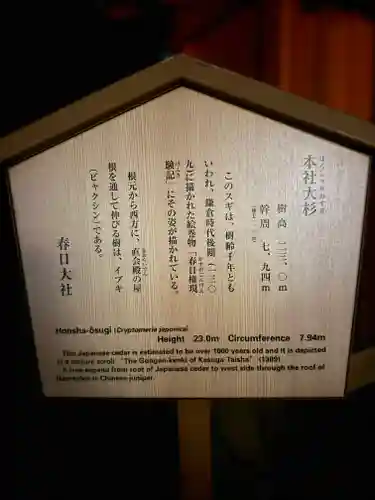 ほんしゃおおすぎ
本社大杉
樹高 二三、〇m
幹周 七、九四m
このスギは、樹齢千年とも
いわれ、鎌倉時代後期(一三〇
九)に描かれた絵巻物「春日権現
験記」にその姿が描かれている。
根元から西方に、直会殿の屋
根を通して伸びる樹は、イブキ
(ビャクシン)である。
春日大社
Honsha-ōsugi (Cryptomeria japonica)
Height 23.0m Circumference 7.94m
This Japanese cedar is estimated to be over 1000 years old and it is depicted
in a picture scroll "The Gongen-kenki of Kasuga-Taisha" (1309)
A tree extends from root of Japanese cedar to west side through the roof of
is Chinese juniper.